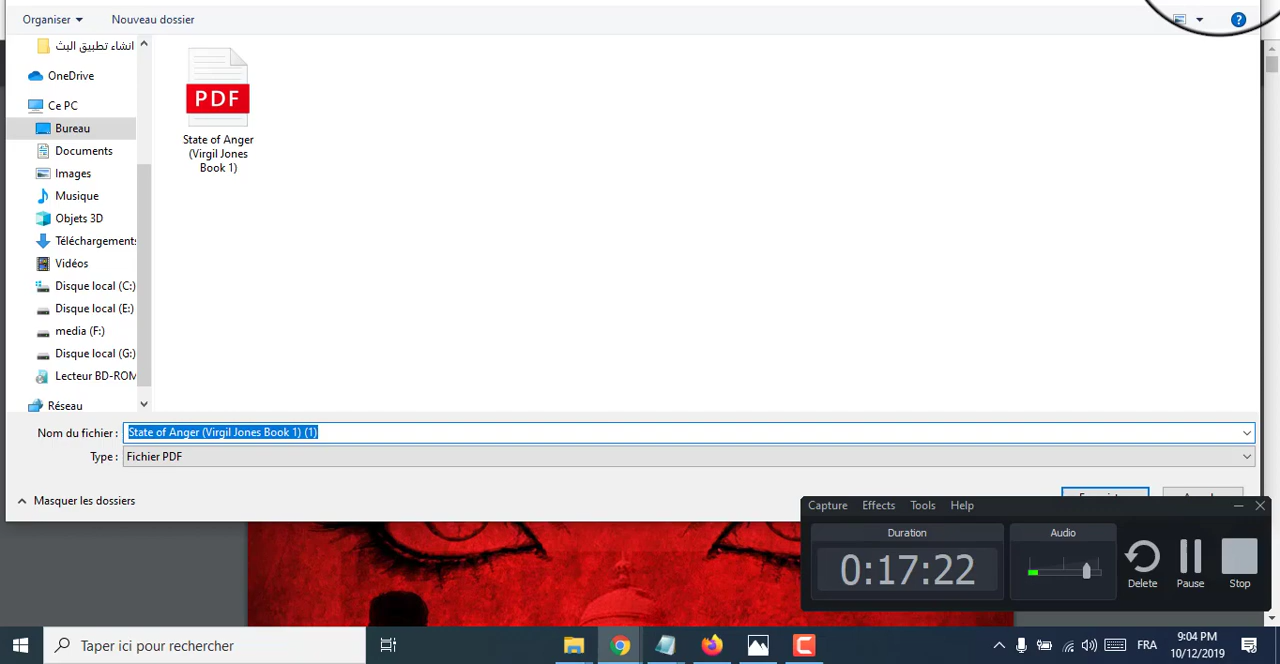 Organiser
Nouveau dossier
انشاء تطبيق البث
OneDrive
Ce PC
Bureau
Documents
Images
Musique
Objets 3D
Téléchargements
Vidéos
Disque local (C:)
Disque local (E:)
media (F:)
Disque local (G:)
Lecteur BD-ROM
Réseau
PDF
State of Anger
(Virgil Jones
Book 1)
Nom du fichier :
State of Anger (Virgil Jones Book 1) (1)
Type :
Fichier PDF
Masquer les dossiers
Capture
Effects
Tools
Help
Duration
0:17:22
Audio
Delete
Pause
Stop
Taper ici pour rechercher
FRA
9:04 PM
10/12/2019